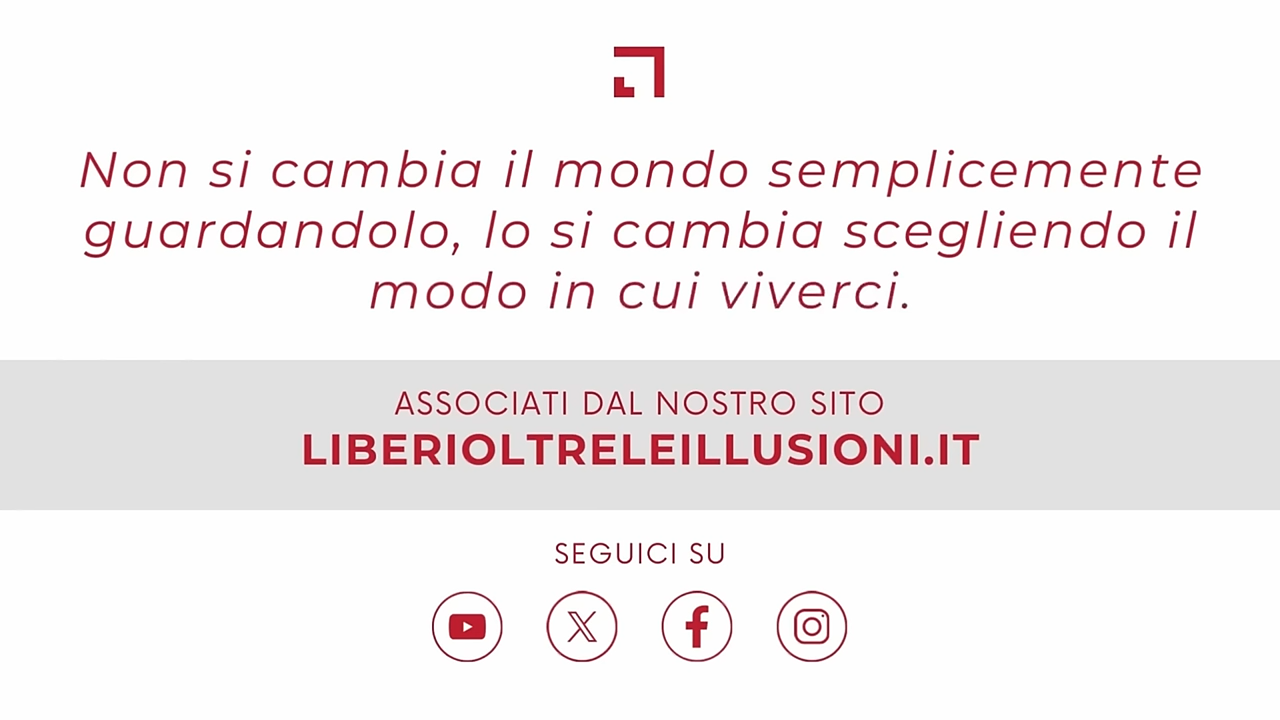 Non si cambia il mondo semplicemente
guardandolo, lo si cambia scegliendo il
modo in cui viverci.
ASSOCIATI DAL NOSTRO SITO
LIBERIOLTRELEILLUSIONI.IT
SEGUICI SU